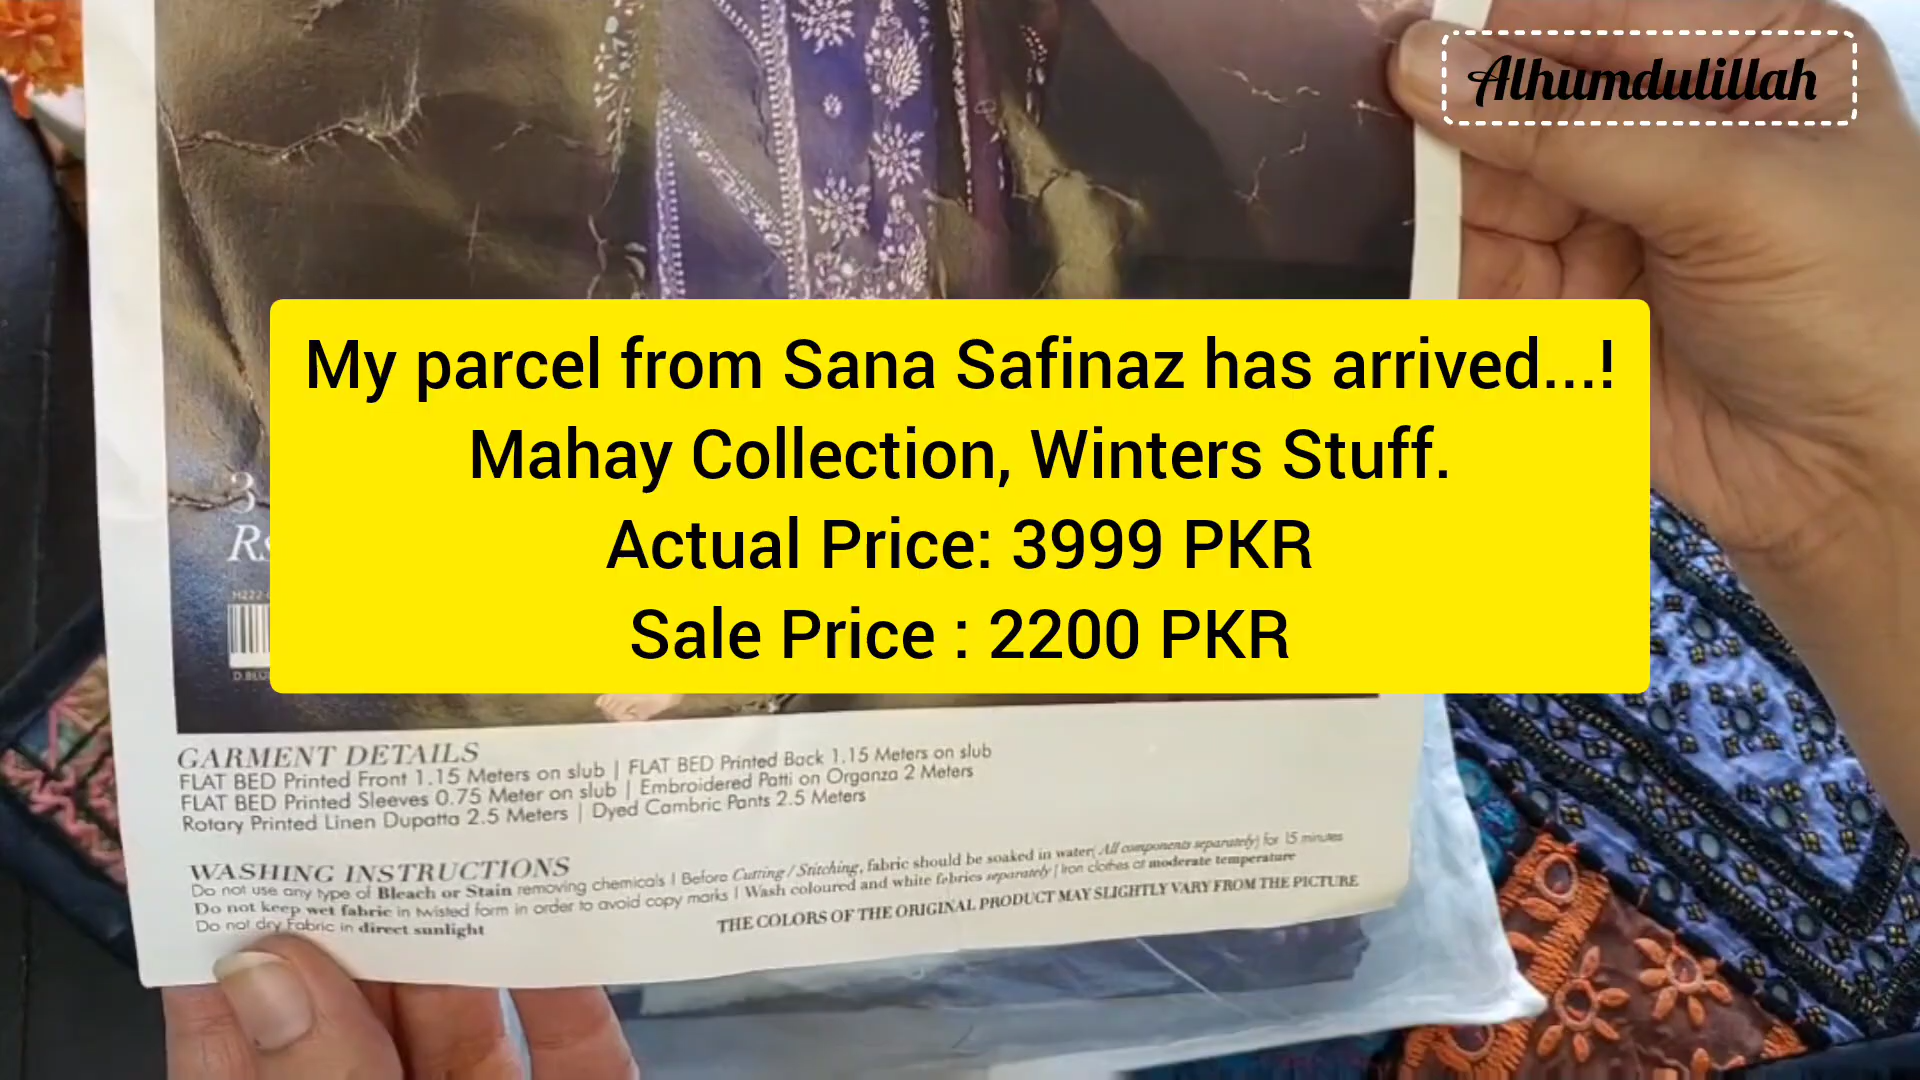 Alhumdulillah
My parcel from Sana Safinaz has arrived...!
Mahay Collection, Winters Stuff.
Actual Price: 3999 PKR
Sale Price : 2200 PKR
3
Rs
H222
D.BLU
GARMENT DETAILS
FLAT BED Printed Front 1.15 Meters on slub | FLAT BED Printed Back 1.15 Meters on slub
FLAT BED Printed Sleeves 0.75 Meter on slub | Embroidered Patti on Organza 2 Meters
Rotary Printed Linen Dupatta 2.5 Meters | Dyed Cambric Pants 2.5 Meters
WASHING INSTRUCTIONS
Do not use any type of Bleach or Stain removing chemicals | Before Cutting / Stitching, fabric should be soaked in water( All components separately) for 15 minutes
Do not keep wet fabric in twisted form in order to avoid copy marks | Wash coloured and white fabrics separately | Iron clothes at moderate temperature
Do not dry Fabric in direct sunlight
THE COLORS OF THE ORIGINAL PRODUCT MAY SLIGHTLY VARY FROM THE PICTURE